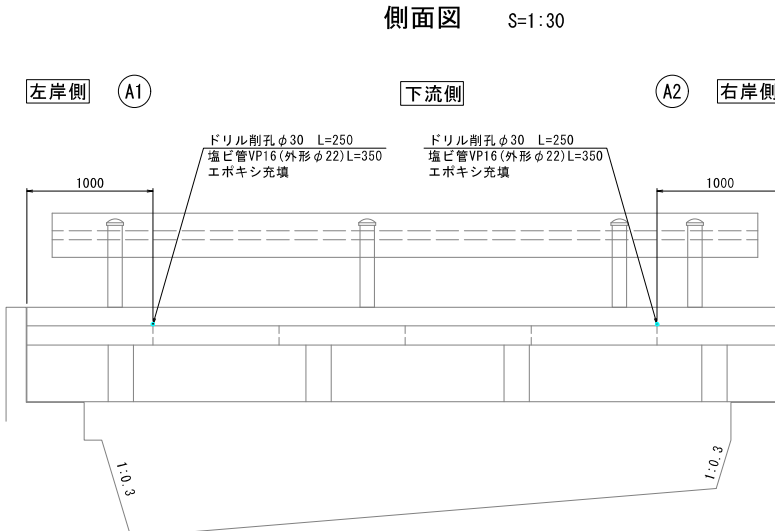 側面図 S=1:30
左岸側 A1 下流側 A2 右岸側
ドリル削孔φ30 L=250
塩ビ管VP16(外形φ22)L=350
エポキシ充填
ドリル削孔φ30 L=250
塩ビ管VP16(外形φ22)L=350
エポキシ充填
1000
1000
1:0.3
1:0.3